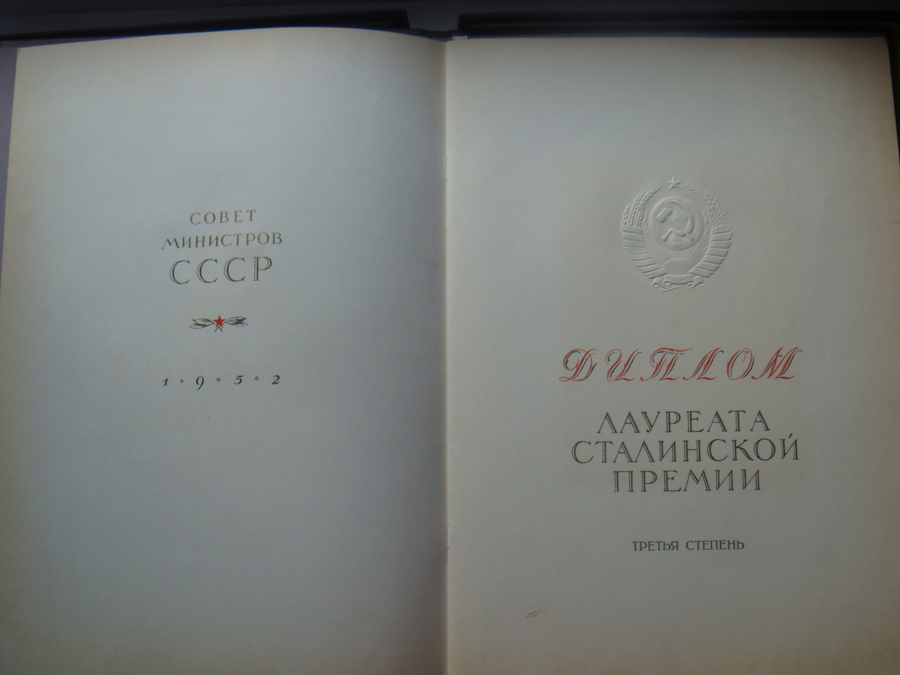 СОВЕТ
МИНИСТРОВ
СССР
1•9•5•2
ДИПЛОМ
ЛАУРЕАТА
СТАЛИНСКОЙ
ПРЕМИИ
ТРЕТЬЯ СТЕПЕНЬ